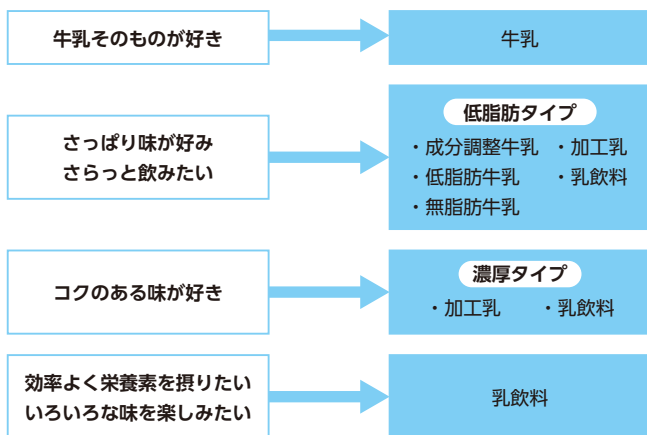 牛乳そのものが好き
牛乳
さっぱり味が好み
さらっと飲みたい
低脂肪タイプ
・成分調整牛乳 ・加工乳
・低脂肪牛乳 ・乳飲料
・無脂肪牛乳
コクのある味が好き
濃厚タイプ
・加工乳 ・乳飲料
効率よく栄養素を摂りたい
いろいろな味を楽しみたい
乳飲料